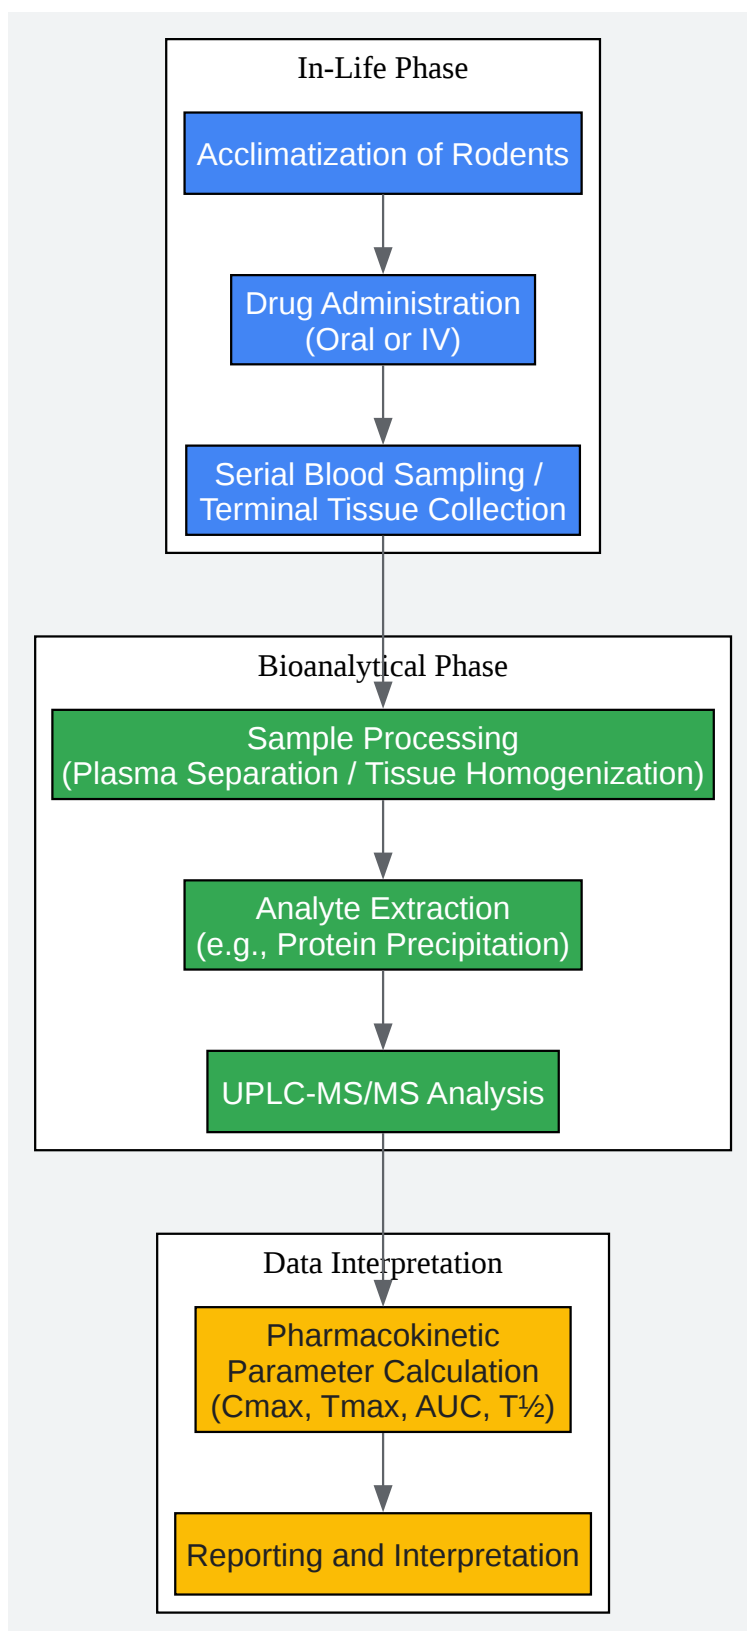 In-Life Phase
Acclimatization of Rodents
Drug Administration
(Oral or IV)
Serial Blood Sampling /
Terminal Tissue Collection
Bioanalytical Phase
Sample Processing
(Plasma Separation / Tissue Homogenization)
Analyte Extraction
(e.g., Protein Precipitation)
UPLC-MS/MS Analysis
Data Interpretation
Pharmacokinetic
Parameter Calculation
(Cmax, Tmax, AUC, T½)
Reporting and Interpretation